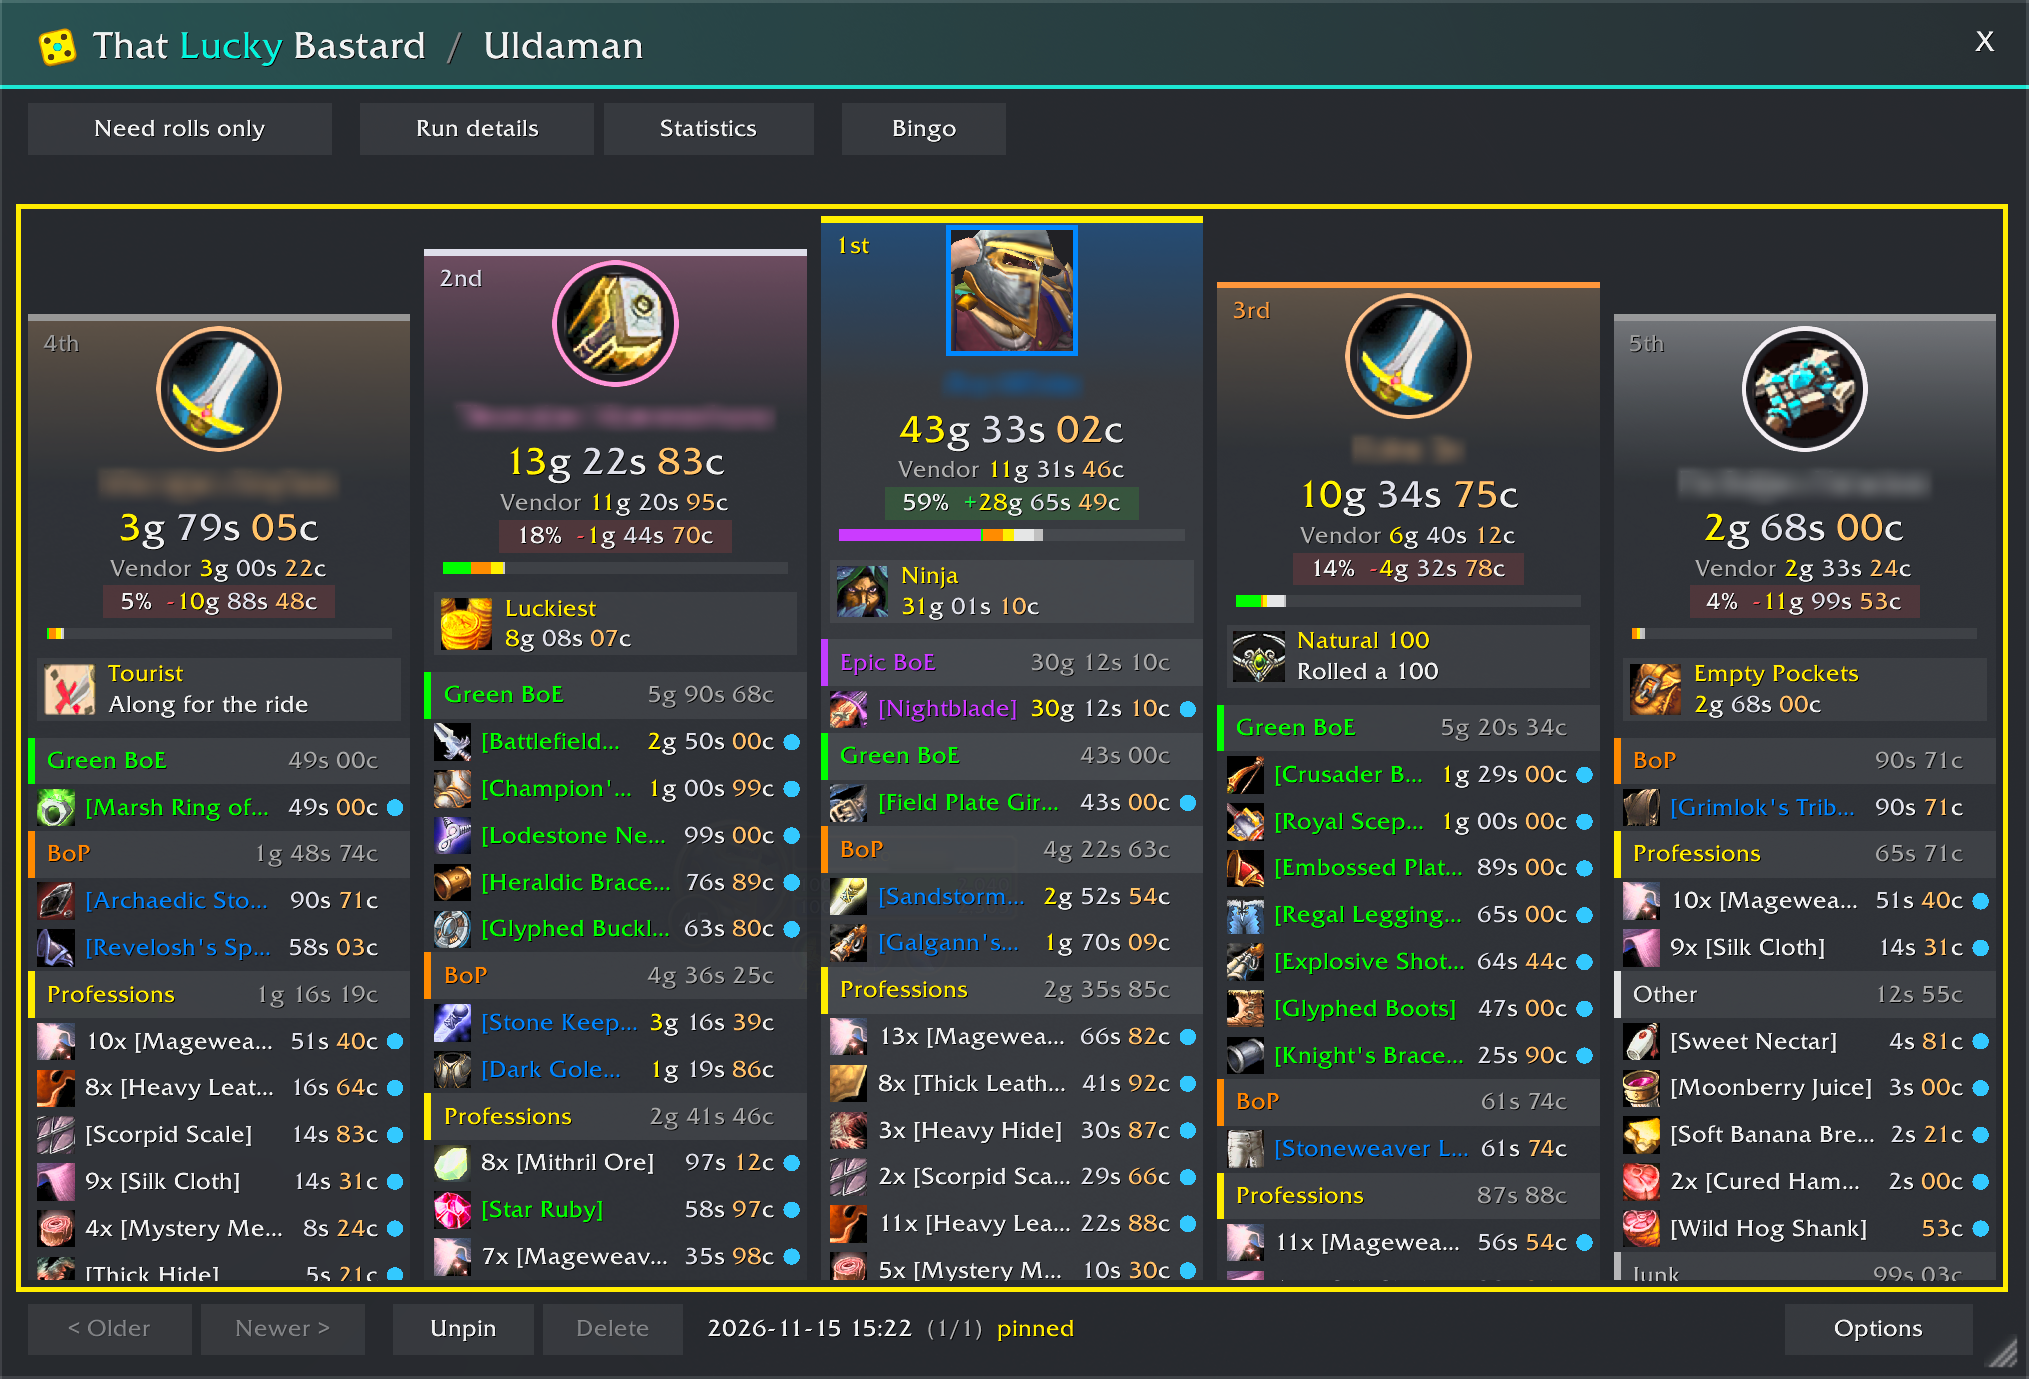 That Lucky Bastard / Uldaman
X
Need rolls only
Run details
Statistics
Bingo
4th
3g 79s 05c
Vendor 3g 00s 22c
5% -10g 88s 48c
Tourist
Along for the ride
Green BoE 49s 00c
[Marsh Ring of... 49s 00c
BoP 1g 48s 74c
[Archaedic Sto... 90s 71c
[Revelosh's Sp... 58s 03c
Professions 1g 16s 19c
10x [Magewea... 51s 40c
8x [Heavy Leat... 16s 64c
[Scorpid Scale] 14s 83c
9x [Silk Cloth] 14s 31c
4x [Mystery Me... 8s 24c
[Thick Hide] 5s 21c
2nd
13g 22s 83c
Vendor 11g 20s 95c
18% -1g 44s 70c
Luckiest
8g 08s 07c
Green BoE 5g 90s 68c
[Battlefield... 2g 50s 00c
[Champion'... 1g 00s 99c
[Lodestone Ne... 99s 00c
[Heraldic Brace... 76s 89c
[Glyphed Buckl... 63s 80c
BoP 4g 36s 25c
[Stone Keep... 3g 16s 39c
[Dark Gole... 1g 19s 86c
Professions 2g 41s 46c
8x [Mithril Ore] 97s 12c
[Star Ruby] 58s 97c
7x [Mageweav... 35s 98c
1st
43g 33s 02c
Vendor 11g 31s 46c
59% +28g 65s 49c
Ninja
31g 01s 10c
Epic BoE 30g 12s 10c
[Nightblade] 30g 12s 10c
Green BoE 43s 00c
[Field Plate Gir... 43s 00c
BoP 4g 22s 63c
[Sandstorm... 2g 52s 54c
[Galgann's... 1g 70s 09c
Professions 2g 35s 85c
13x [Magewea... 66s 82c
8x [Thick Leath... 41s 92c
3x [Heavy Hide] 30s 87c
2x [Scorpid Sca... 29s 66c
11x [Heavy Lea... 22s 88c
5x [Mystery M... 10s 30c
3rd
10g 34s 75c
Vendor 6g 40s 12c
14% -4g 32s 78c
Natural 100
Rolled a 100
Green BoE 5g 20s 34c
[Crusader B... 1g 29s 00c
[Royal Scep... 1g 00s 00c
[Embossed Plat... 89s 00c
[Regal Legging... 65s 00c
[Explosive Shot... 64s 44c
[Glyphed Boots] 47s 00c
[Knight's Brace... 25s 90c
BoP 61s 74c
[Stoneweaver L... 61s 74c
Professions 87s 88c
11x [Magewea... 56s 54c
5th
2g 68s 00c
Vendor 2g 33s 24c
4% -11g 99s 53c
Empty Pockets
2g 68s 00c
BoP 90s 71c
[Grimlok's Trib... 90s 71c
Professions 65s 71c
10x [Magewea... 51s 40c
9x [Silk Cloth] 14s 31c
Other 12s 55c
[Sweet Nectar] 4s 81c
[Moonberry Juice] 3s 00c
[Soft Banana Bre... 2s 21c
2x [Cured Ham... 2s 00c
[Wild Hog Shank] 53c
Junk 99s 03c
< Older
Newer >
Unpin
Delete
2026-11-15 15:22 (1/1) pinned
Options